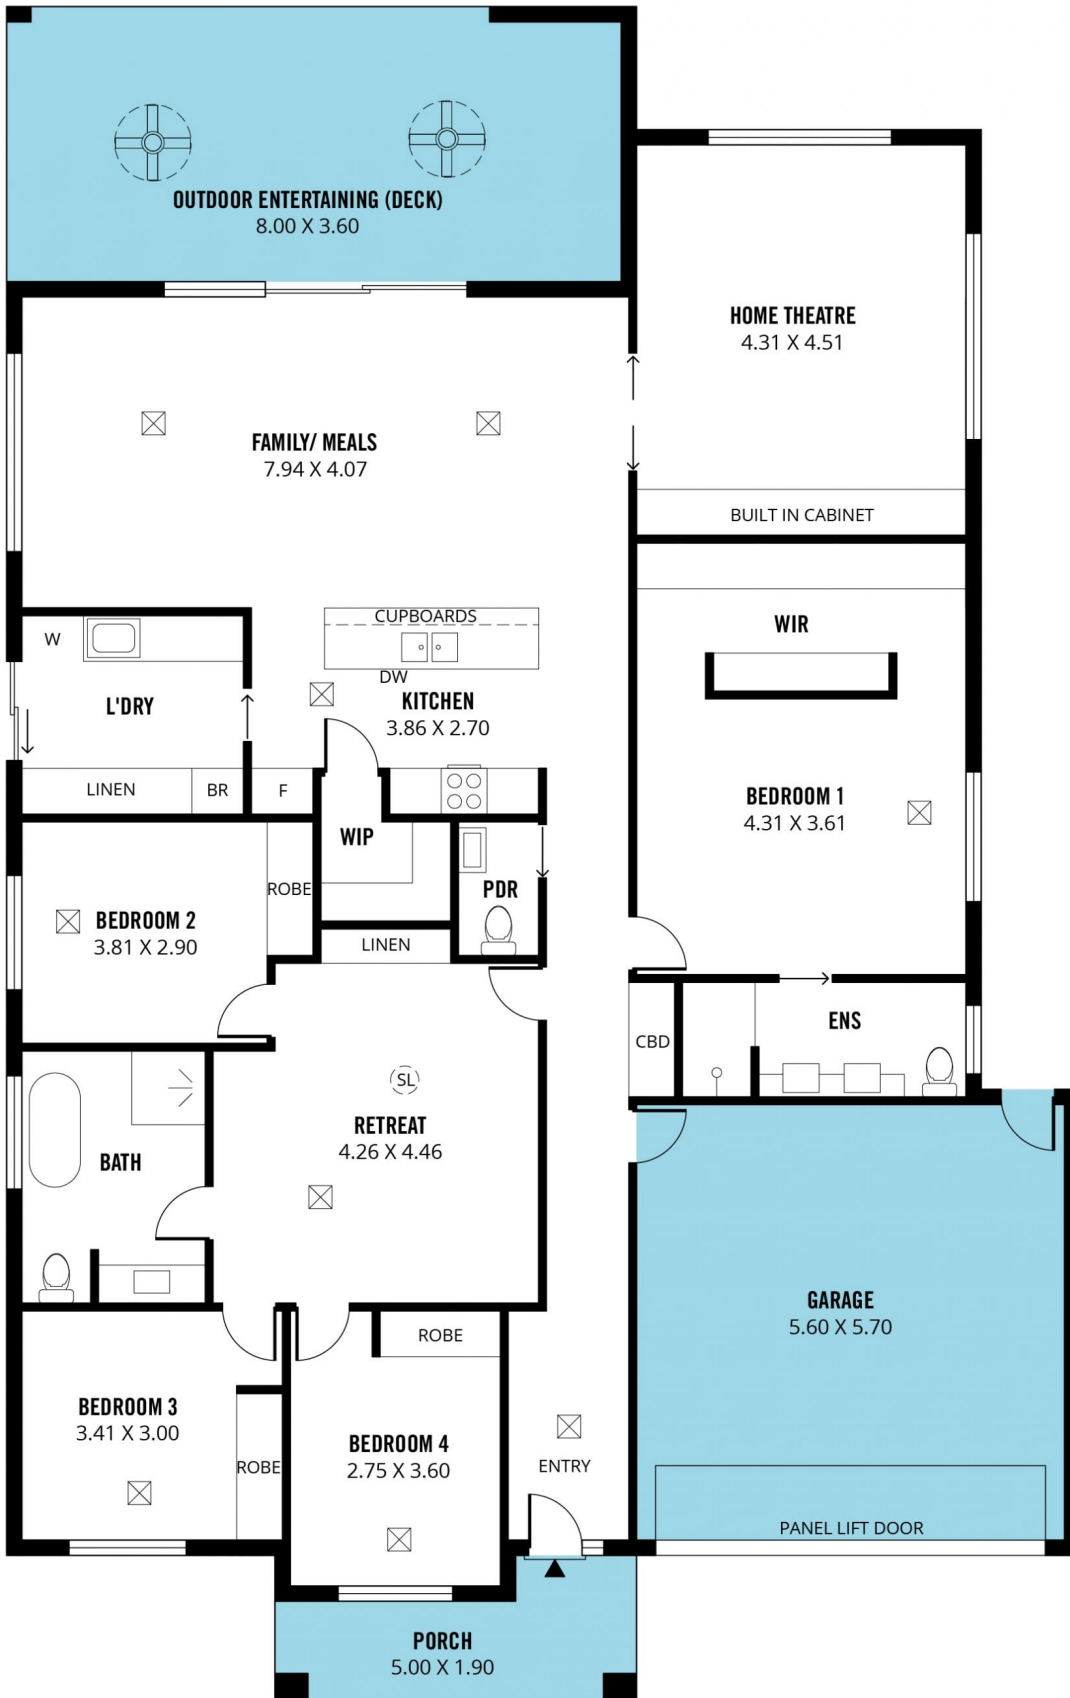 OUTDOOR ENTERTAINING (DECK)
8.00 X 3.60
HOME THEATRE
4.31 X 4.51
FAMILY/ MEALS
7.94 X 4.07
BUILT IN CABINET
CUPBOARDS
WIR
W
DW
L'DRY
KITCHEN
3.86 X 2.70
LINEN
BR
F
BEDROOM 1
4.31 X 3.61
WIP
ROBE
PDR
BEDROOM 2
3.81 X 2.90
LINEN
ENS
CBD
SL
RETREAT
4.26 X 4.46
BATH
GARAGE
5.60 X 5.70
ROBE
BEDROOM 3
3.41 X 3.00
BEDROOM 4
2.75 X 3.60
ROBE
ENTRY
PANEL LIFT DOOR
PORCH
5.00 X 1.90